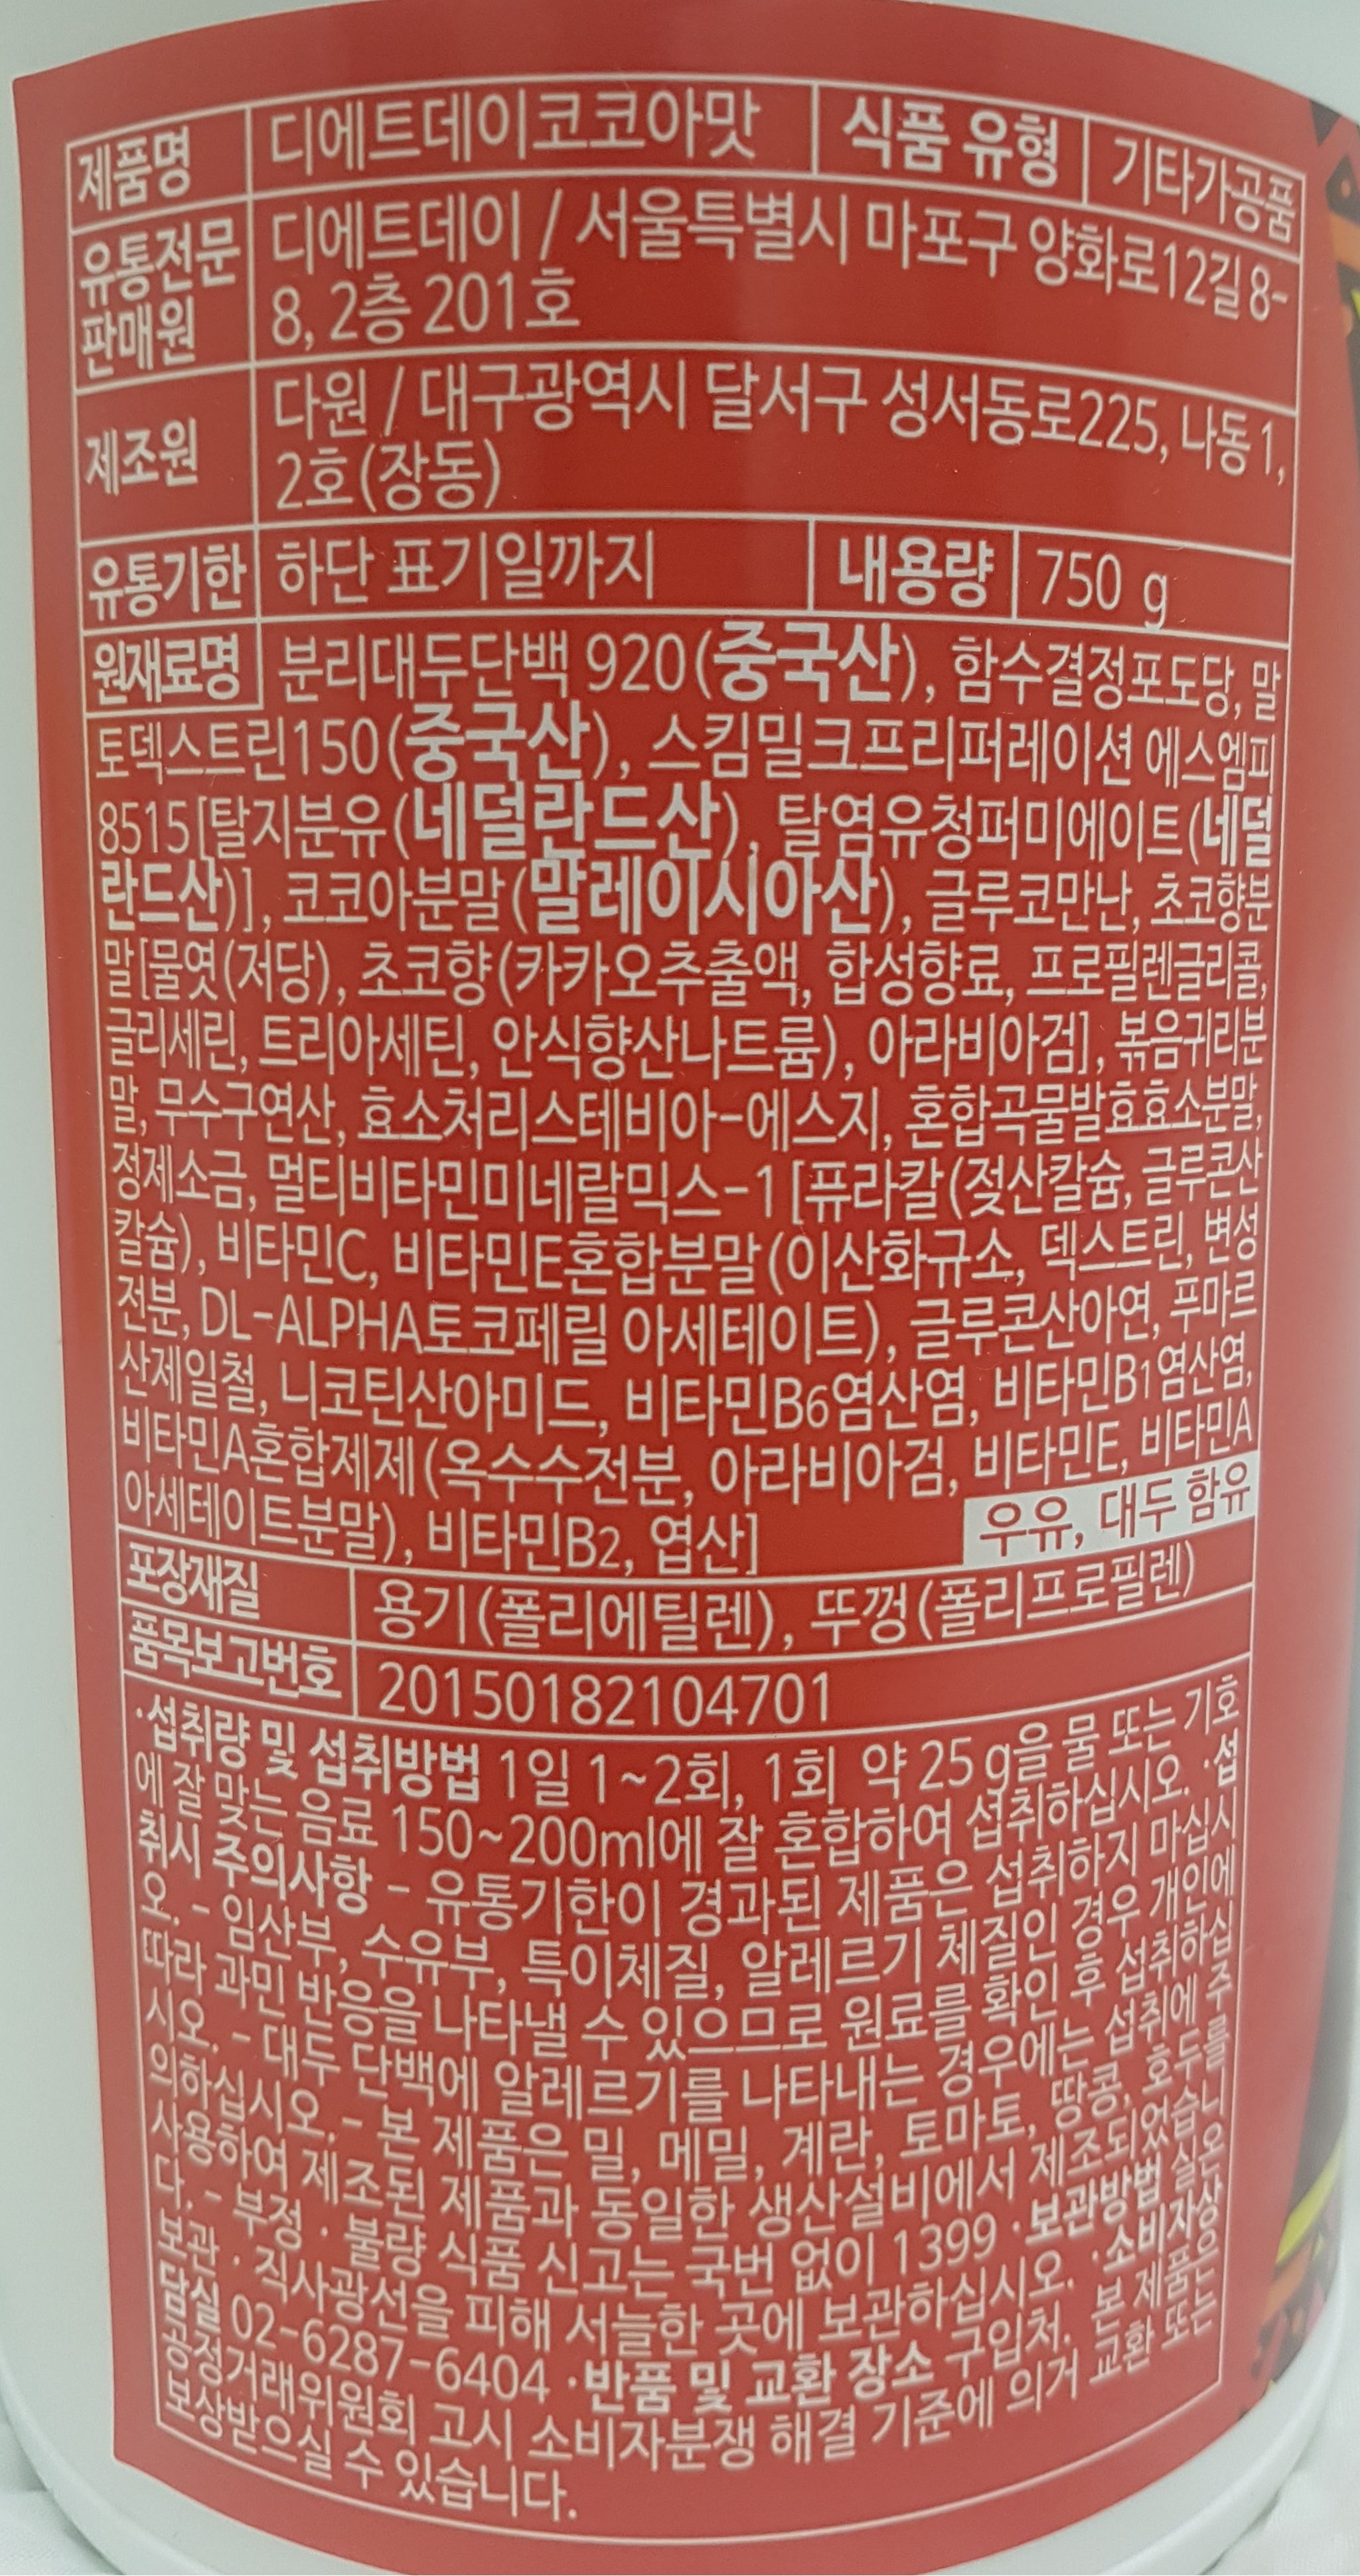 제품명 디에트데이코코아맛 식품 유형 기타가공품
유통전문판매원 디에트데이 / 서울특별시 마포구 양화로12길 8-
8, 2층 201호
제조원 다원 / 대구광역시 달서구 성서동로225, 나동 1,
2호(장동)
유통기한 하단 표기일까지 내용량 750 g
원재료명 분리대두단백 920(중국산), 함수결정포도당, 말
토덱스트린150(중국산), 스킴밀크프리퍼레이션 에스엠피
8515[탈지분유(네덜란드산), 탈염유청퍼미에이트(네덜
란드산)], 코코아분말(말레이시아산), 글루코만난, 초코향분
말[물엿(저당), 초코향(카카오추출액, 합성향료, 프로필렌글리콜,
글리세린, 트리아세틴, 안식향산나트륨), 아라비아검], 볶음귀리분
말, 무수구연산, 효소처리스테비아-에스지, 혼합곡물발효효소분말,
정제소금, 멀티비타민미네랄믹스-1 [퓨라칼(젖산칼슘, 글루콘산
칼슘), 비타민C, 비타민E혼합분말(이산화규소, 덱스트린, 변성
전분, DL-ALPHA토코페릴 아세테이트), 글루콘산아연, 푸마르
산제일철, 니코틴산아미드, 비타민B6염산염, 비타민B1염산염,
비타민A혼합제제(옥수수전분, 아라비아검, 비타민E, 비타민A
아세테이트분말), 비타민B2, 엽산] 우유, 대두 함유
포장재질 용기(폴리에틸렌), 뚜껑(폴리프로필렌)
품목보고번호 20150182104701
·섭취량 및 섭취방법 1일 1~2회, 1회 약 25 g을 물 또는 기호
에 잘 맞는 음료 150~200ml에 잘 혼합하여 섭취하십시오. ·섭
취시 주의사항 - 유통기한이 경과된 제품은 섭취하지 마십시
오. - 임산부, 수유부, 특이체질, 알레르기 체질인 경우 개인에
따라 과민 반응을 나타낼 수 있으므로 원료를 확인 후 섭취하십
시오. - 대두 단백에 알레르기를 나타내는 경우에는 섭취에 주
의하십시오. - 본 제품은 밀, 메밀, 계란, 토마토, 땅콩, 호두를
사용하여 제조된 제품과 동일한 생산설비에서 제조되었습니
다. - 부정 · 불량 식품 신고는 국번 없이 1399 ·보관방법 실온
보관 · 직사광선을 피해 서늘한 곳에 보관하십시오. ·소비자상
담실 02-6287-6404 ·반품 및 교환 장소 구입처. 본 제품은
공정거래위원회 고시 소비자분쟁 해결 기준에 의거 교환 또는
보상받으실 수 있습니다.